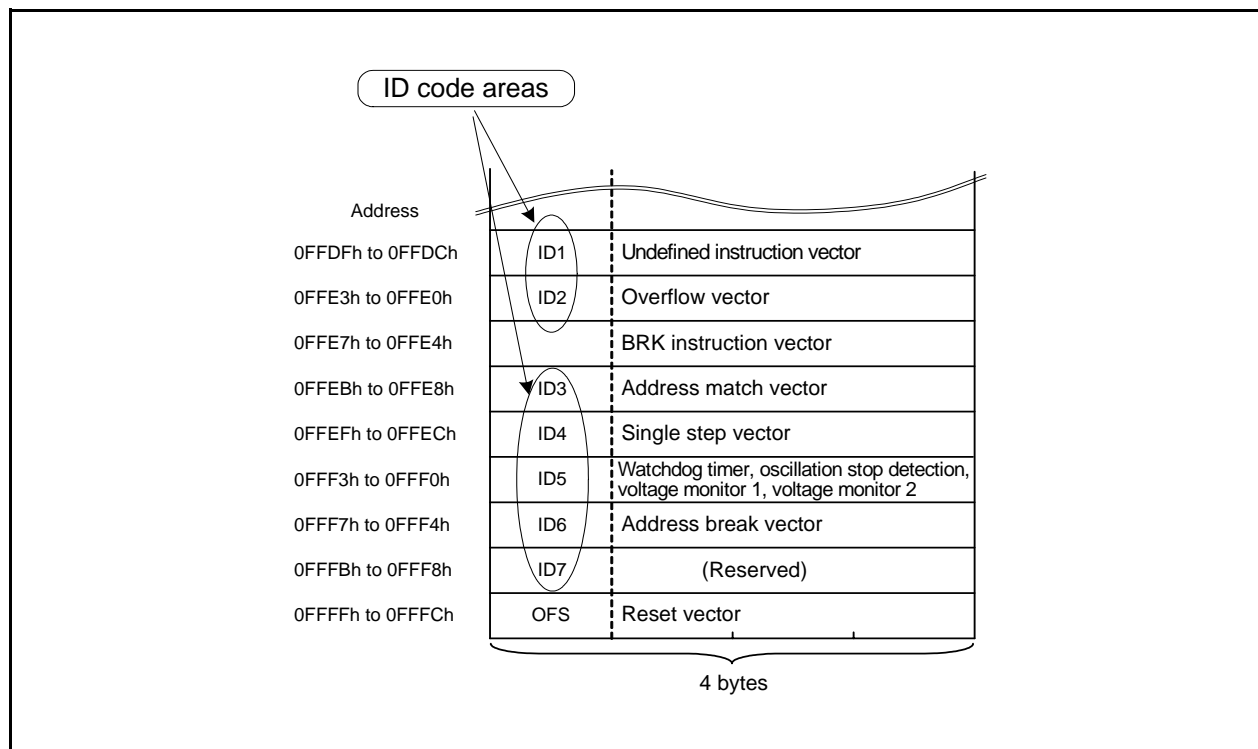 ID code areas
Address
0FFDFh to 0FFDCh ID1 Undefined instruction vector
0FFE3h to 0FFE0h ID2 Overflow vector
0FFE7h to 0FFE4h BRK instruction vector
0FFEBh to 0FFE8h ID3 Address match vector
0FFEFh to 0FFECh ID4 Single step vector
0FFF3h to 0FFF0h ID5 Watchdog timer, oscillation stop detection,
voltage monitor 1, voltage monitor 2
0FFF7h to 0FFF4h ID6 Address break vector
0FFFBh to 0FFF8h ID7 (Reserved)
0FFFFh to 0FFFCh OFS Reset vector
4 bytes